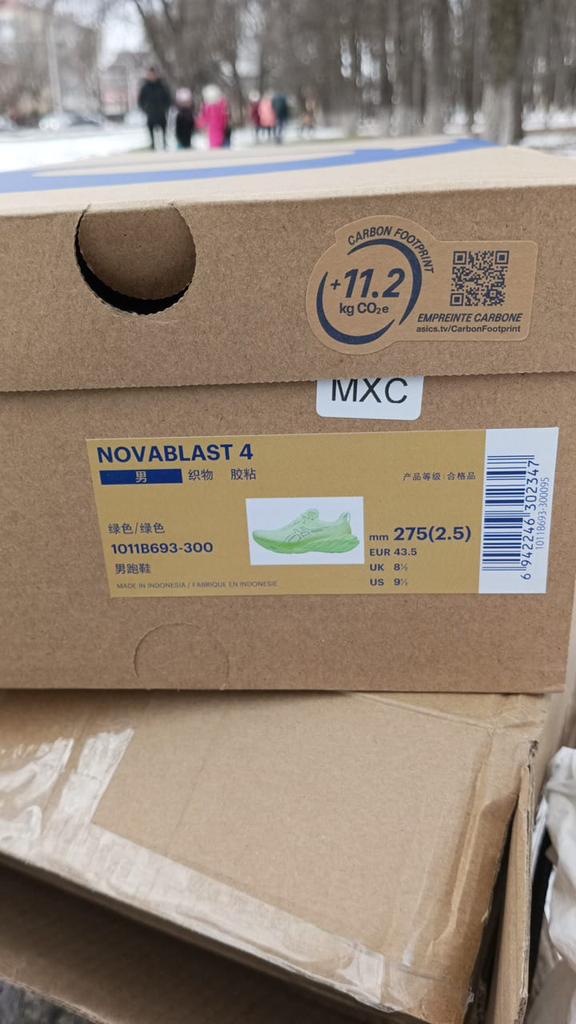 CARBON FOOTPRINT
+11.2
kg CO₂e
EMPREINTE CARBONE
asics.tv/CarbonFootprint
MXC
NOVABLAST 4
男 织物 胶粘
产品等级:合格品
绿色/绿色
1011B693-300
男跑鞋
MADE IN INDONESIA / FABRIQUE EN INDONESIE
mm 275(2.5)
EUR 43.5
UK 8½
US 9½
6 942246 302347
1011B693-300095